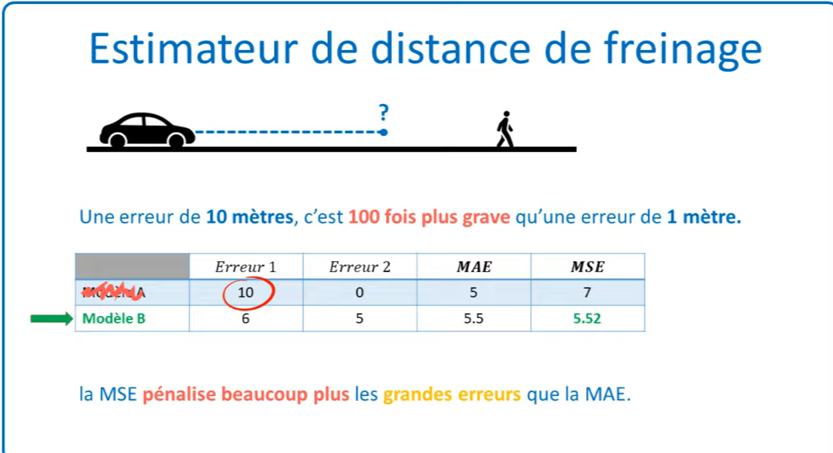 Estimateur de distance de freinage
?
Une erreur de 10 mètres, c'est 100 fois plus grave qu'une erreur de 1 mètre.
Erreur 1 Erreur 2 MAE MSE
Modèle A 10 0 5 7
Modèle B 6 5 5.5 5.52
la MSE pénalise beaucoup plus les grandes erreurs que la MAE.